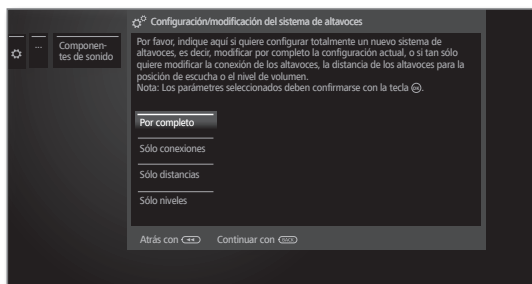 Configuración/modificación del sistema de altavoces
...
Componen-
tes de sonido
Por favor, indique aquí si quiere configurar totalmente un nuevo sistema de
altavoces, es decir, modificar por completo la configuración actual, o si tan sólo
quiere modificar la conexión de los altavoces, la distancia de los altavoces para la
posición de escucha o el nivel de volumen.
Nota: Los parámetros seleccionados deben confirmarse con la tecla OK.
Por completo
Sólo conexiones
Sólo distancias
Sólo niveles
Atrás con Continuar con BACK